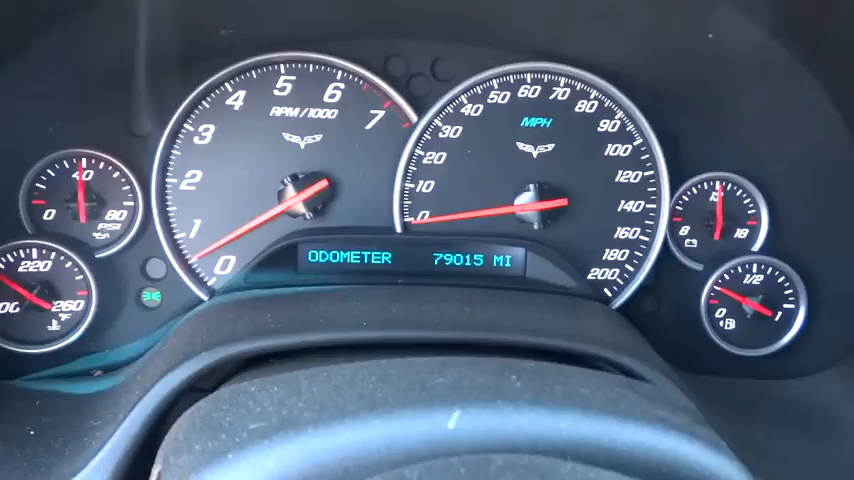 0 1 2 3 4 5 6 7
RPM/1000
0 10 20 30 40 50 60 70 80 90 100 120 140 160 180 200
MPH
ODOMETER 79015 MI
0 40 80
PSI
220 260
°F
8 18
0 1/2 1